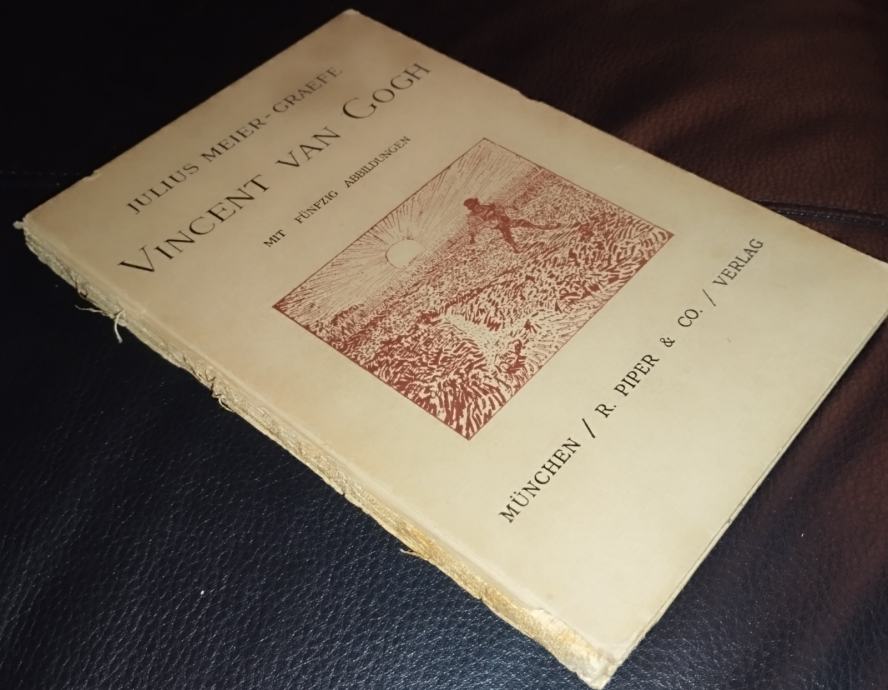 JULIUS MEIER-GRAEFE
VINCENT VAN GOGH
MIT FÜNFZIG ABBILDUNGEN
MÜNCHEN / R. PIPER & CO. / VERLAG